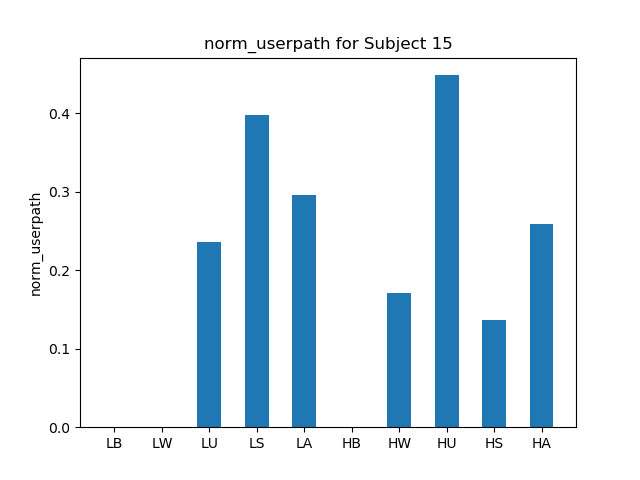 norm_userpath for Subject 15
norm_userpath
0.4
0.3
0.2
0.1
0.0
LB LW LU LS LA HB HW HU HS HA